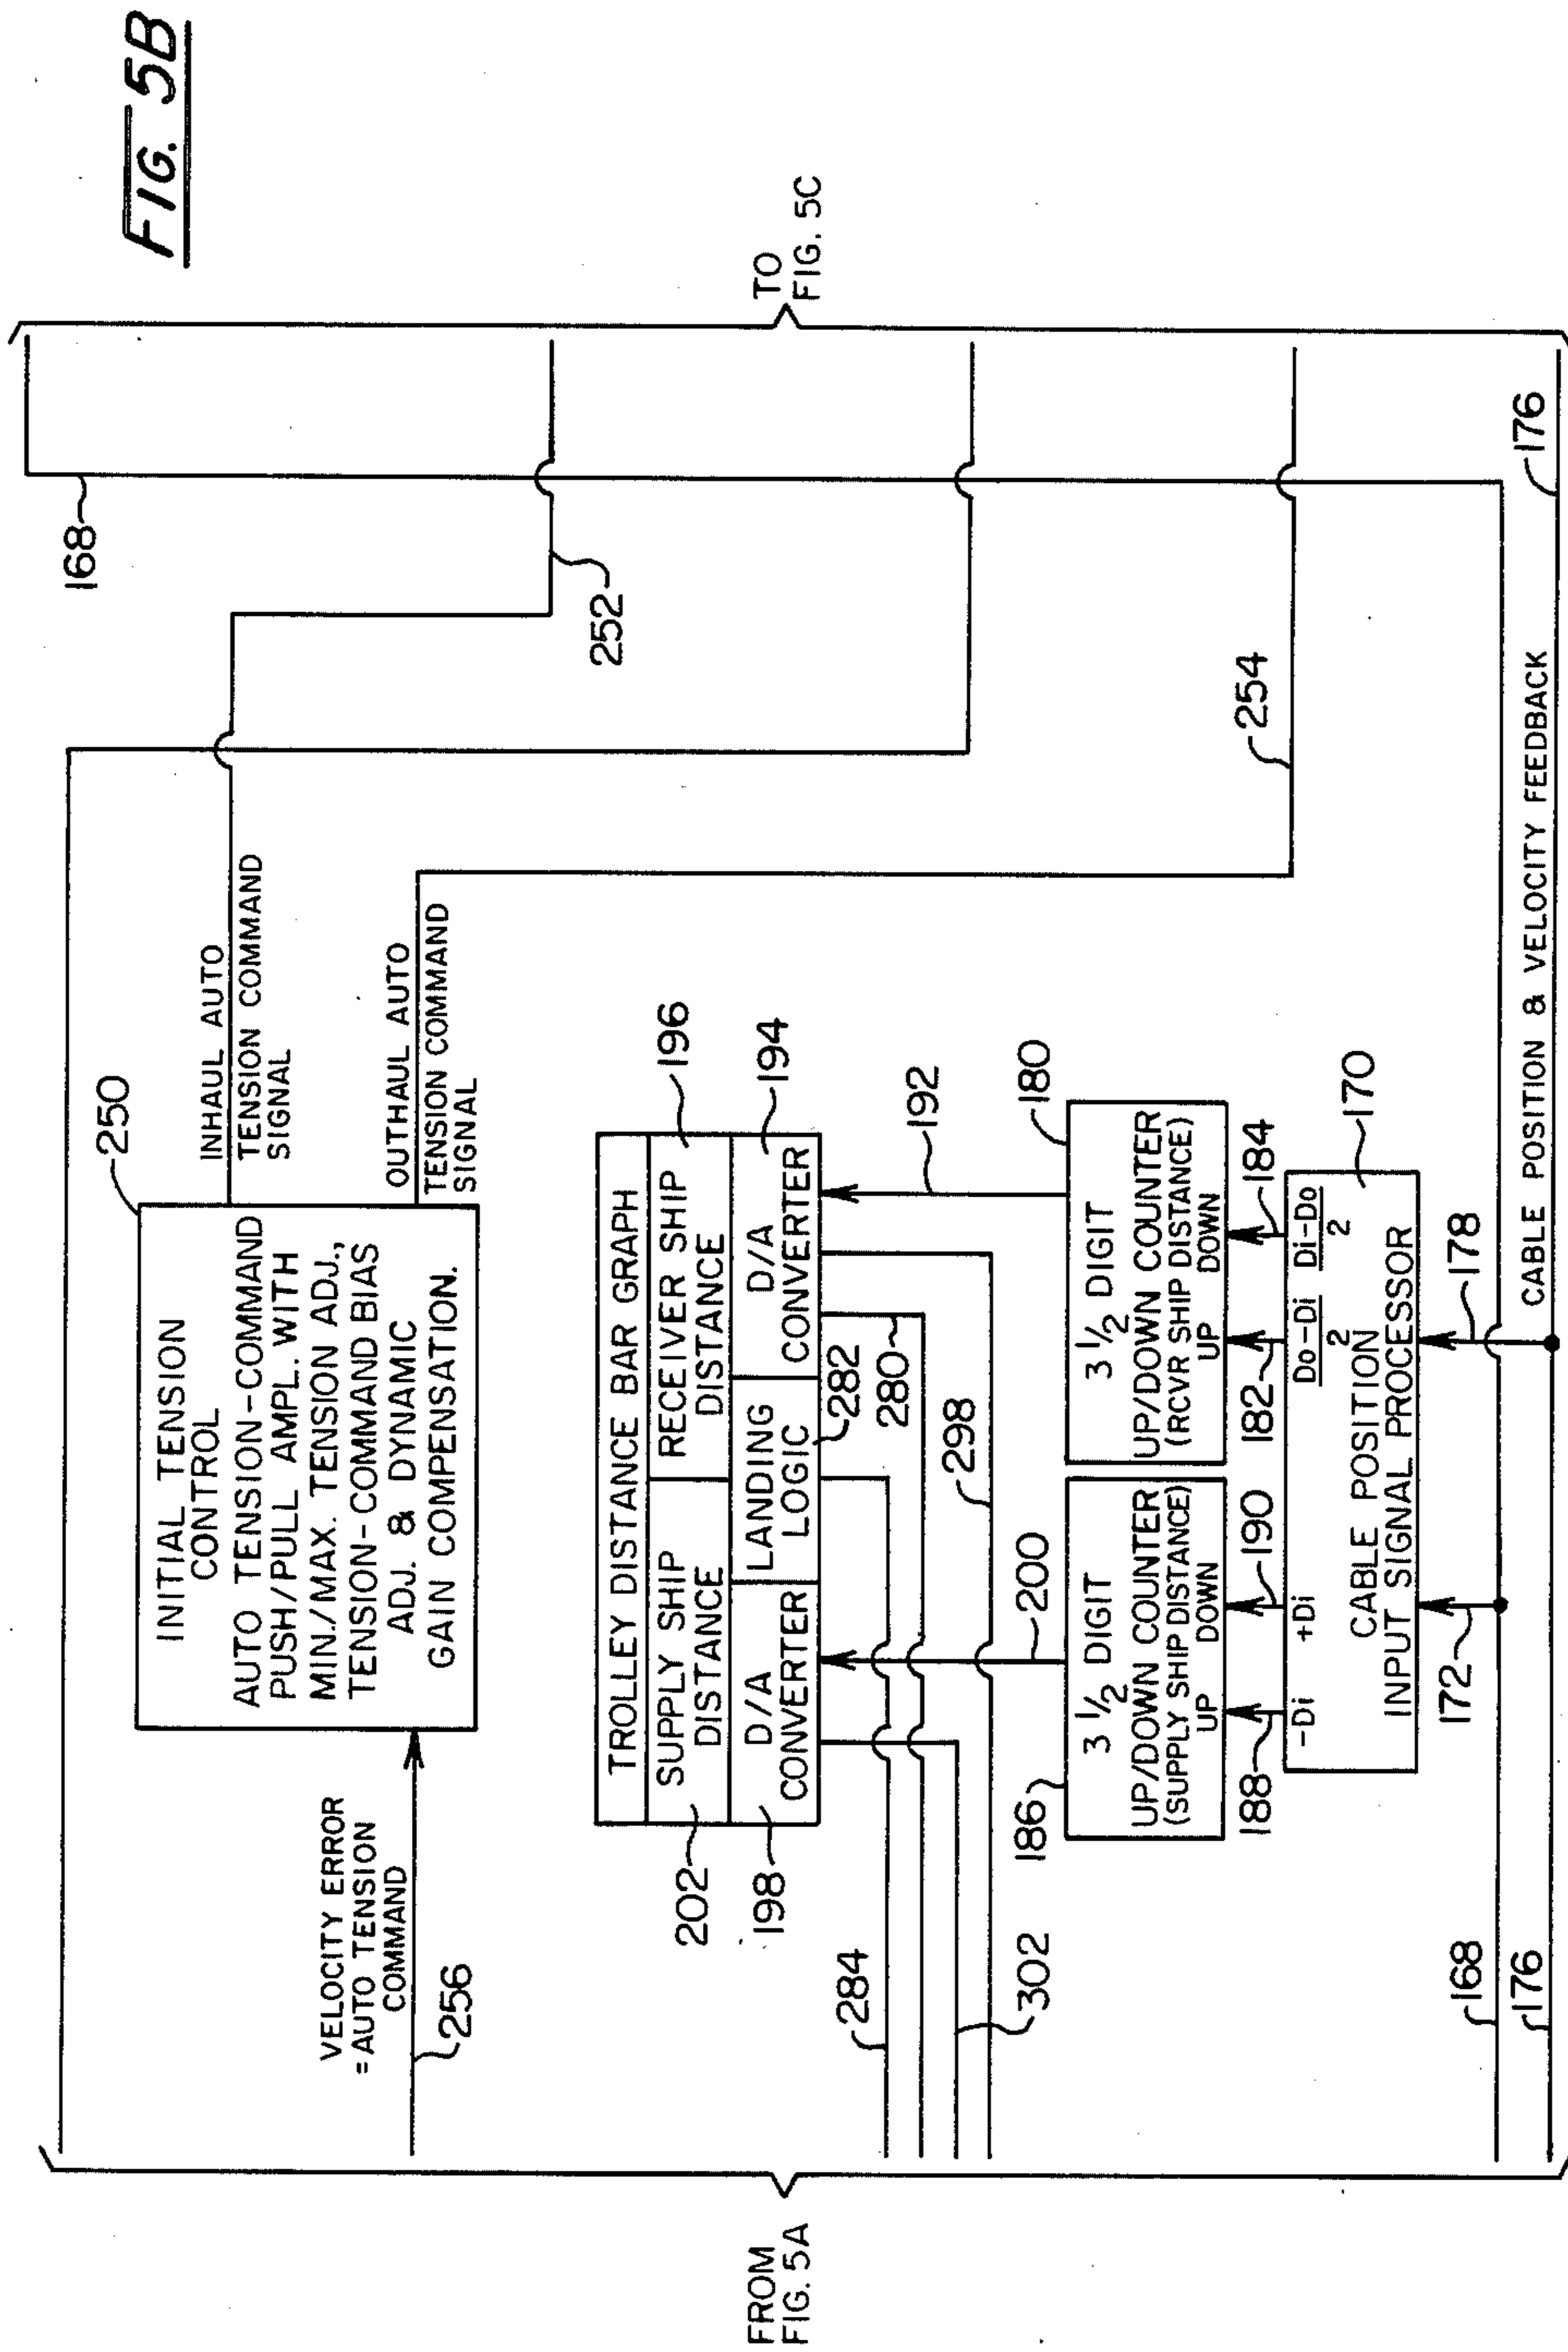 FIG. 5B
FROM
FIG. 5A
TO
FIG. 5C
168
250
INITIAL TENSION
CONTROL
AUTO TENSION-COMMAND
PUSH/PULL AMPL. WITH
MIN./MAX. TENSION ADJ.,
TENSION-COMMAND BIAS
ADJ. & DYNAMIC
GAIN COMPENSATION.
INHAUL AUTO
TENSION COMMAND
SIGNAL
OUTHAUL AUTO
TENSION COMMAND
SIGNAL
252
254
VELOCITY ERROR
= AUTO TENSION
COMMAND
256
TROLLEY DISTANCE BAR GRAPH
SUPPLY SHIP
DISTANCE
RECEIVER SHIP
DISTANCE
D/A
CONVERTER
LANDING
LOGIC
D/A
CONVERTER
202
198
196
194
282
280
284
302
298
200
192
186
3 1/2 DIGIT
UP/DOWN COUNTER
(SUPPLY SHIP DISTANCE)
UP DOWN
180
3 1/2 DIGIT
UP/DOWN COUNTER
(RCVR SHIP DISTANCE)
UP DOWN
188
190
182
184
-Di +Di Do-Di/2 Di-Do/2
CABLE POSITION
INPUT SIGNAL PROCESSOR
170
172
178
168
176
CABLE POSITION & VELOCITY FEEDBACK
176